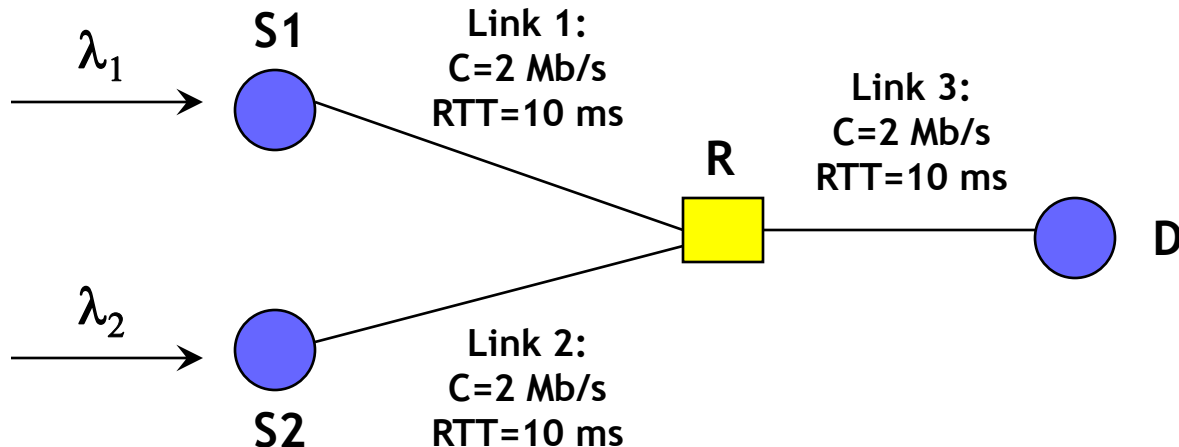 S1
Link 1:
C=2 Mb/s
RTT=10 ms
λ₁
Link 3:
C=2 Mb/s
RTT=10 ms
R
D
λ₂
Link 2:
C=2 Mb/s
RTT=10 ms
S2